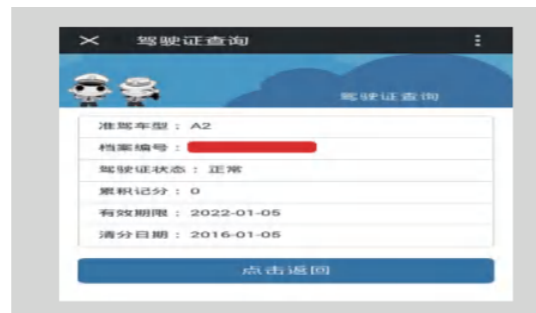 × 驾驶证查询
驾驶证查询
准驾车型：A2
档案编号：
驾驶证状态：正常
累积记分：0
有效期限：2022-01-05
清分日期：2016-01-05
点击返回